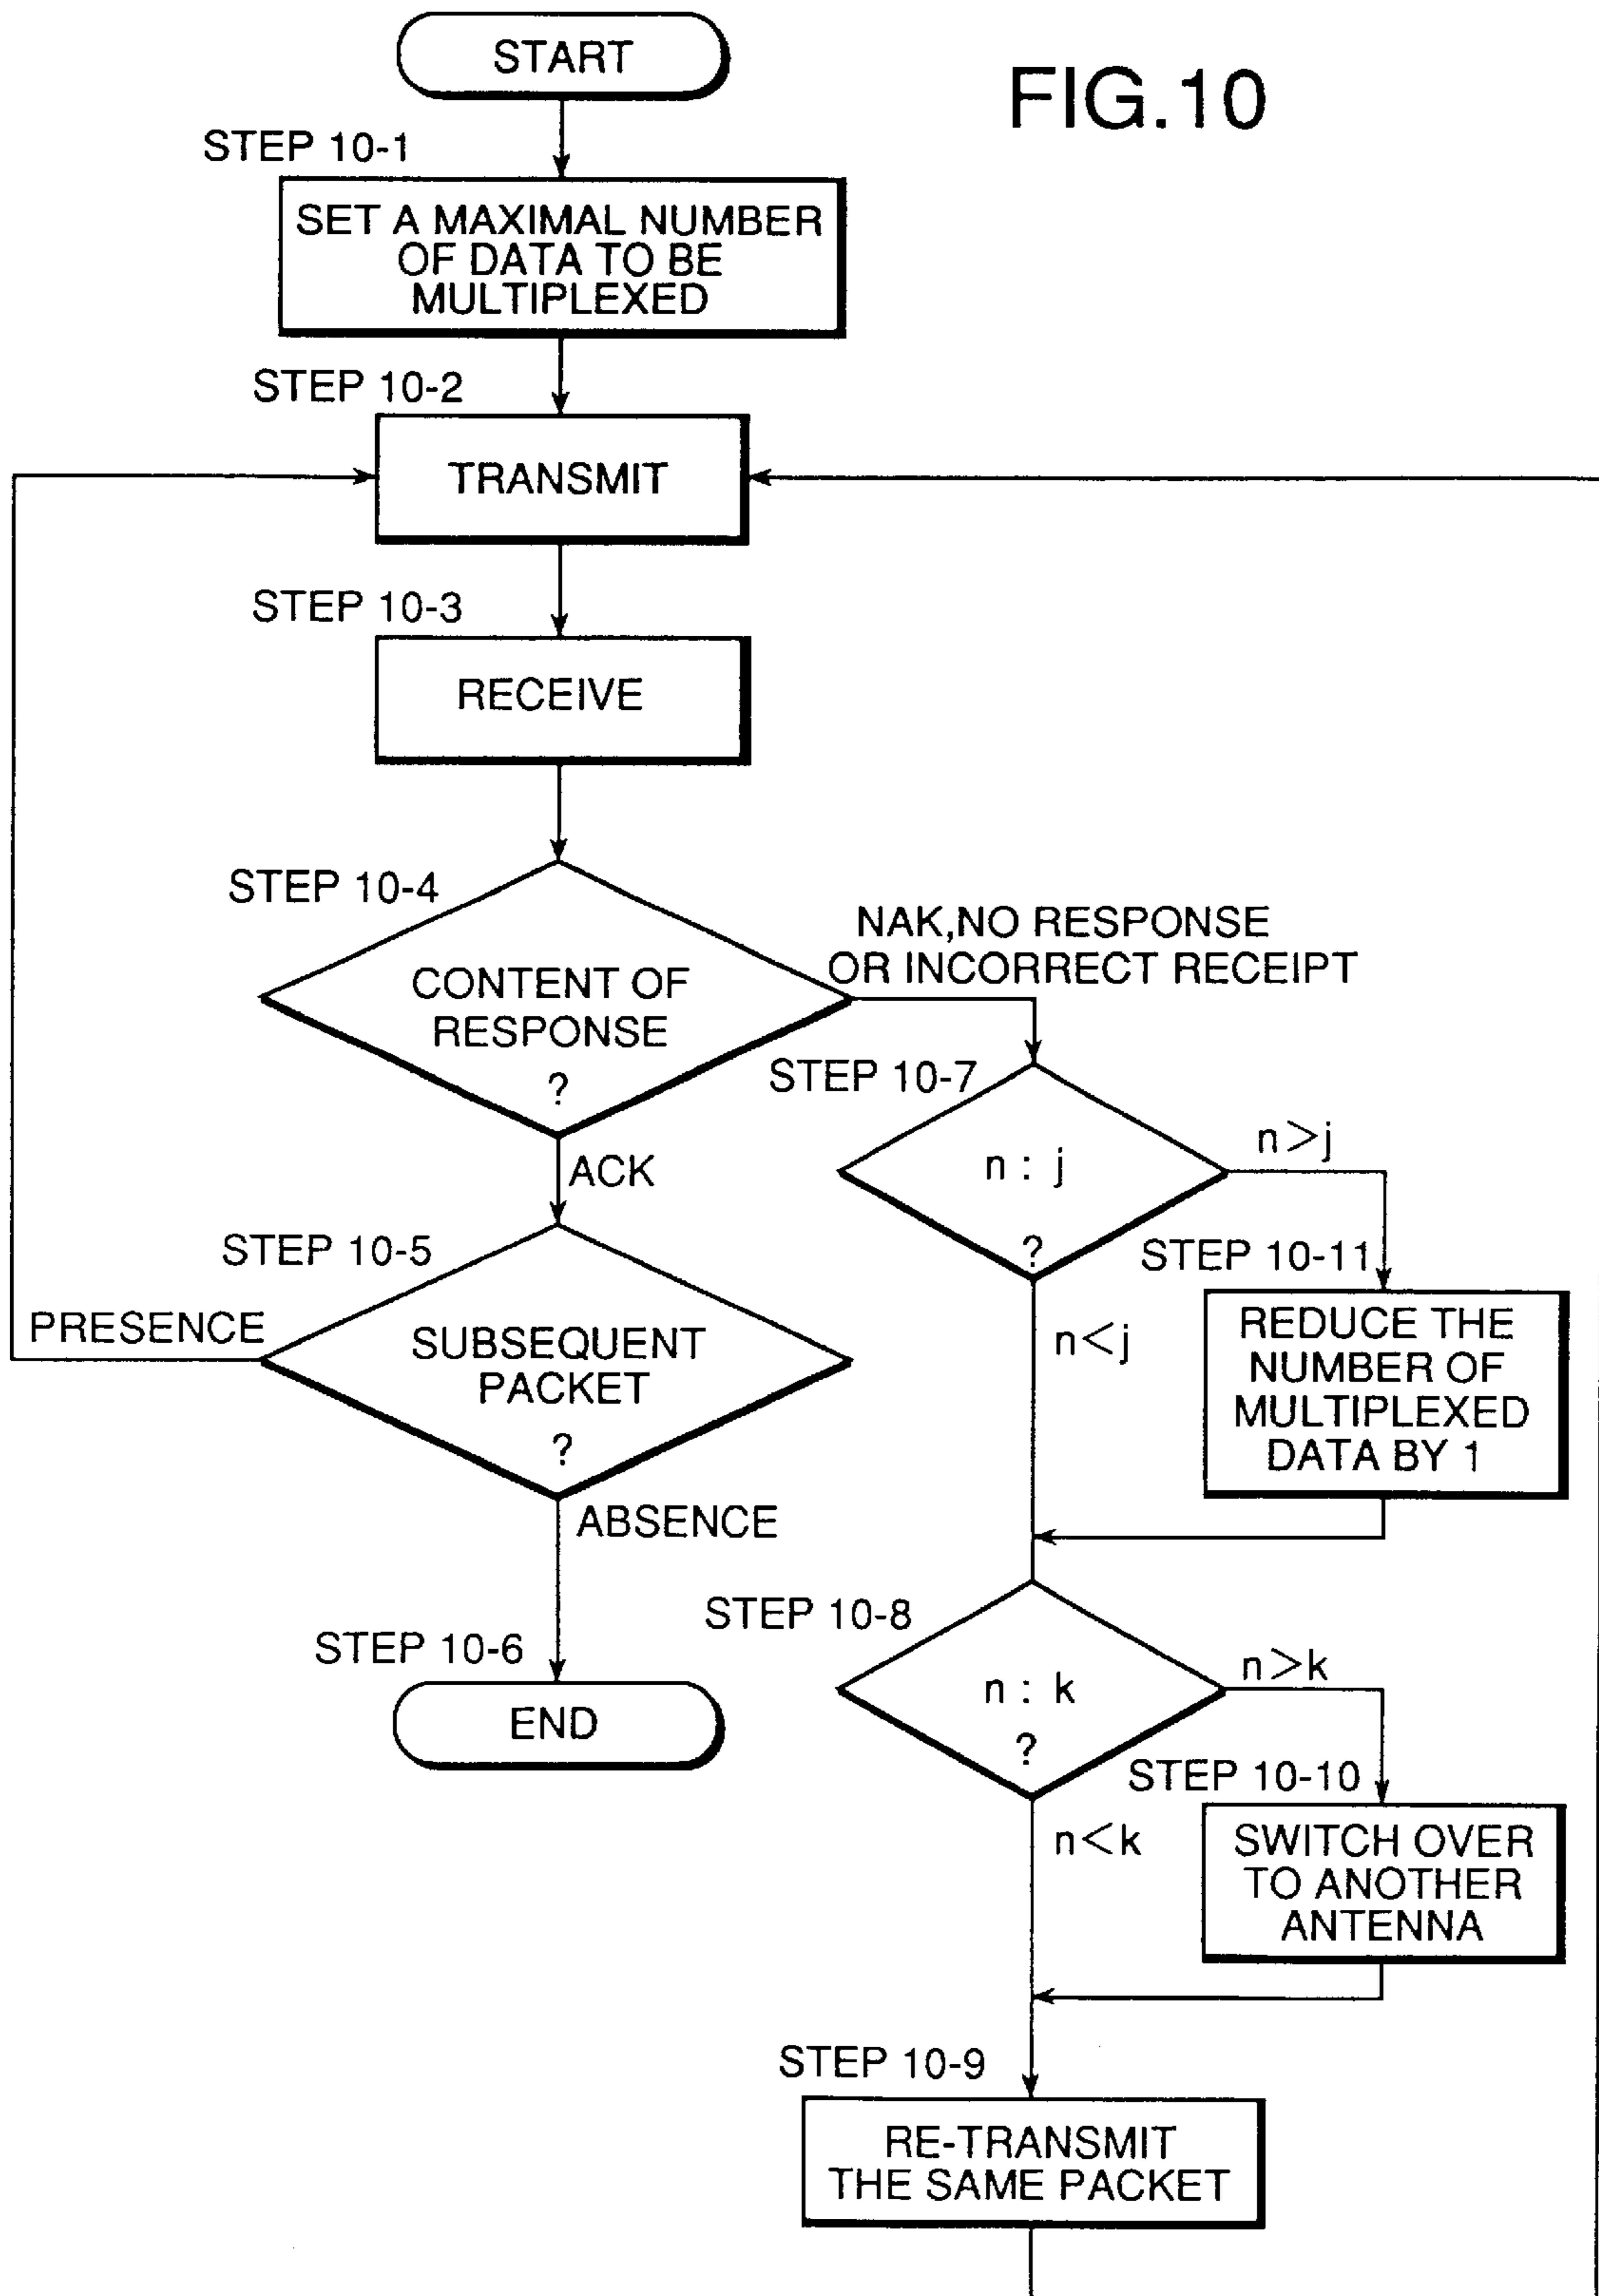 START
FIG.10
STEP 10-1
SET A MAXIMAL NUMBER
OF DATA TO BE
MULTIPLEXED
STEP 10-2
TRANSMIT
STEP 10-3
RECEIVE
STEP 10-4
CONTENT OF
RESPONSE
?
NAK,NO RESPONSE
OR INCORRECT RECEIPT
ACK
STEP 10-5
SUBSEQUENT
PACKET
?
PRESENCE
ABSENCE
STEP 10-6
END
STEP 10-7
n : j
?
n>j
n<j
STEP 10-11
REDUCE THE
NUMBER OF
MULTIPLEXED
DATA BY 1
STEP 10-8
n : k
?
n>k
n<k
STEP 10-10
SWITCH OVER
TO ANOTHER
ANTENNA
STEP 10-9
RE-TRANSMIT
THE SAME PACKET